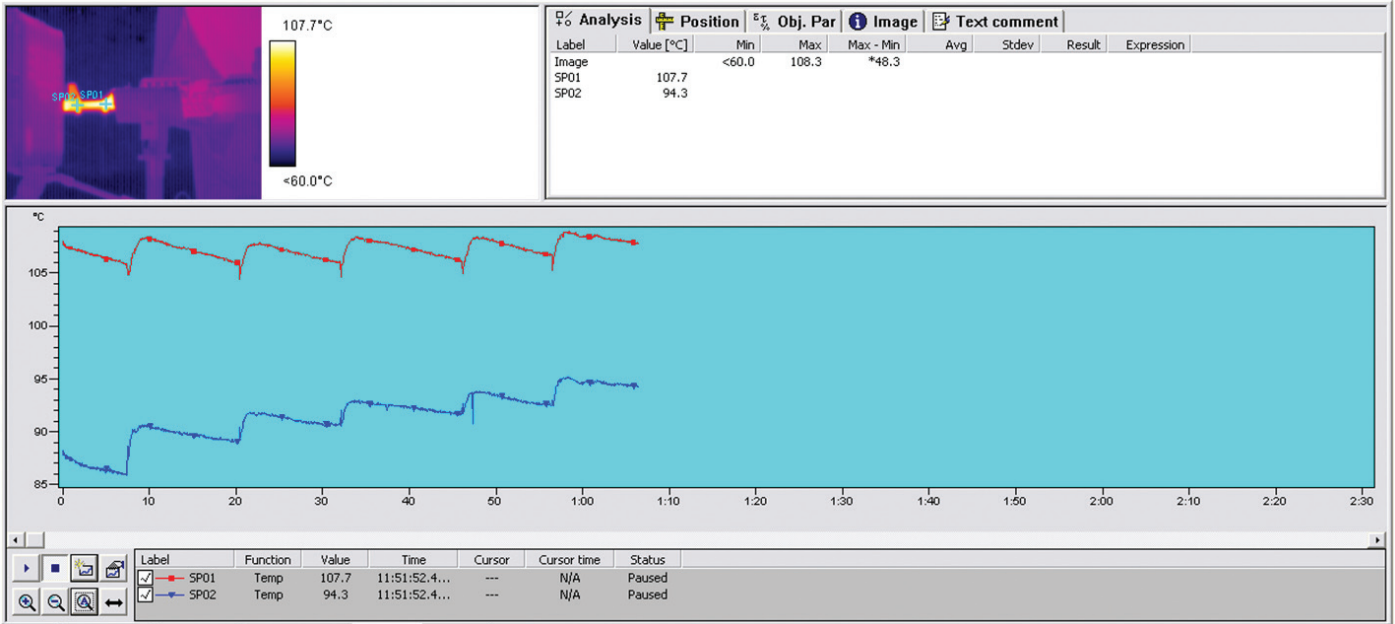 107.7°C
SP02 SP01
<60.0°C
Analysis Position Obj. Par Image Text comment
Label Value [°C] Min Max Max - Min Avg Stdev Result Expression
Image <60.0 108.3 *48.3
SP01 107.7
SP02 94.3
°C
105
100
95
90
85
0 10 20 30 40 50 1:00 1:10 1:20 1:30 1:40 1:50 2:00 2:10 2:20 2:30
Label Function Value Time Cursor Cursor time Status
SP01 Temp 107.7 11:51:52.4... --- N/A Paused
SP02 Temp 94.3 11:51:52.4... --- N/A Paused